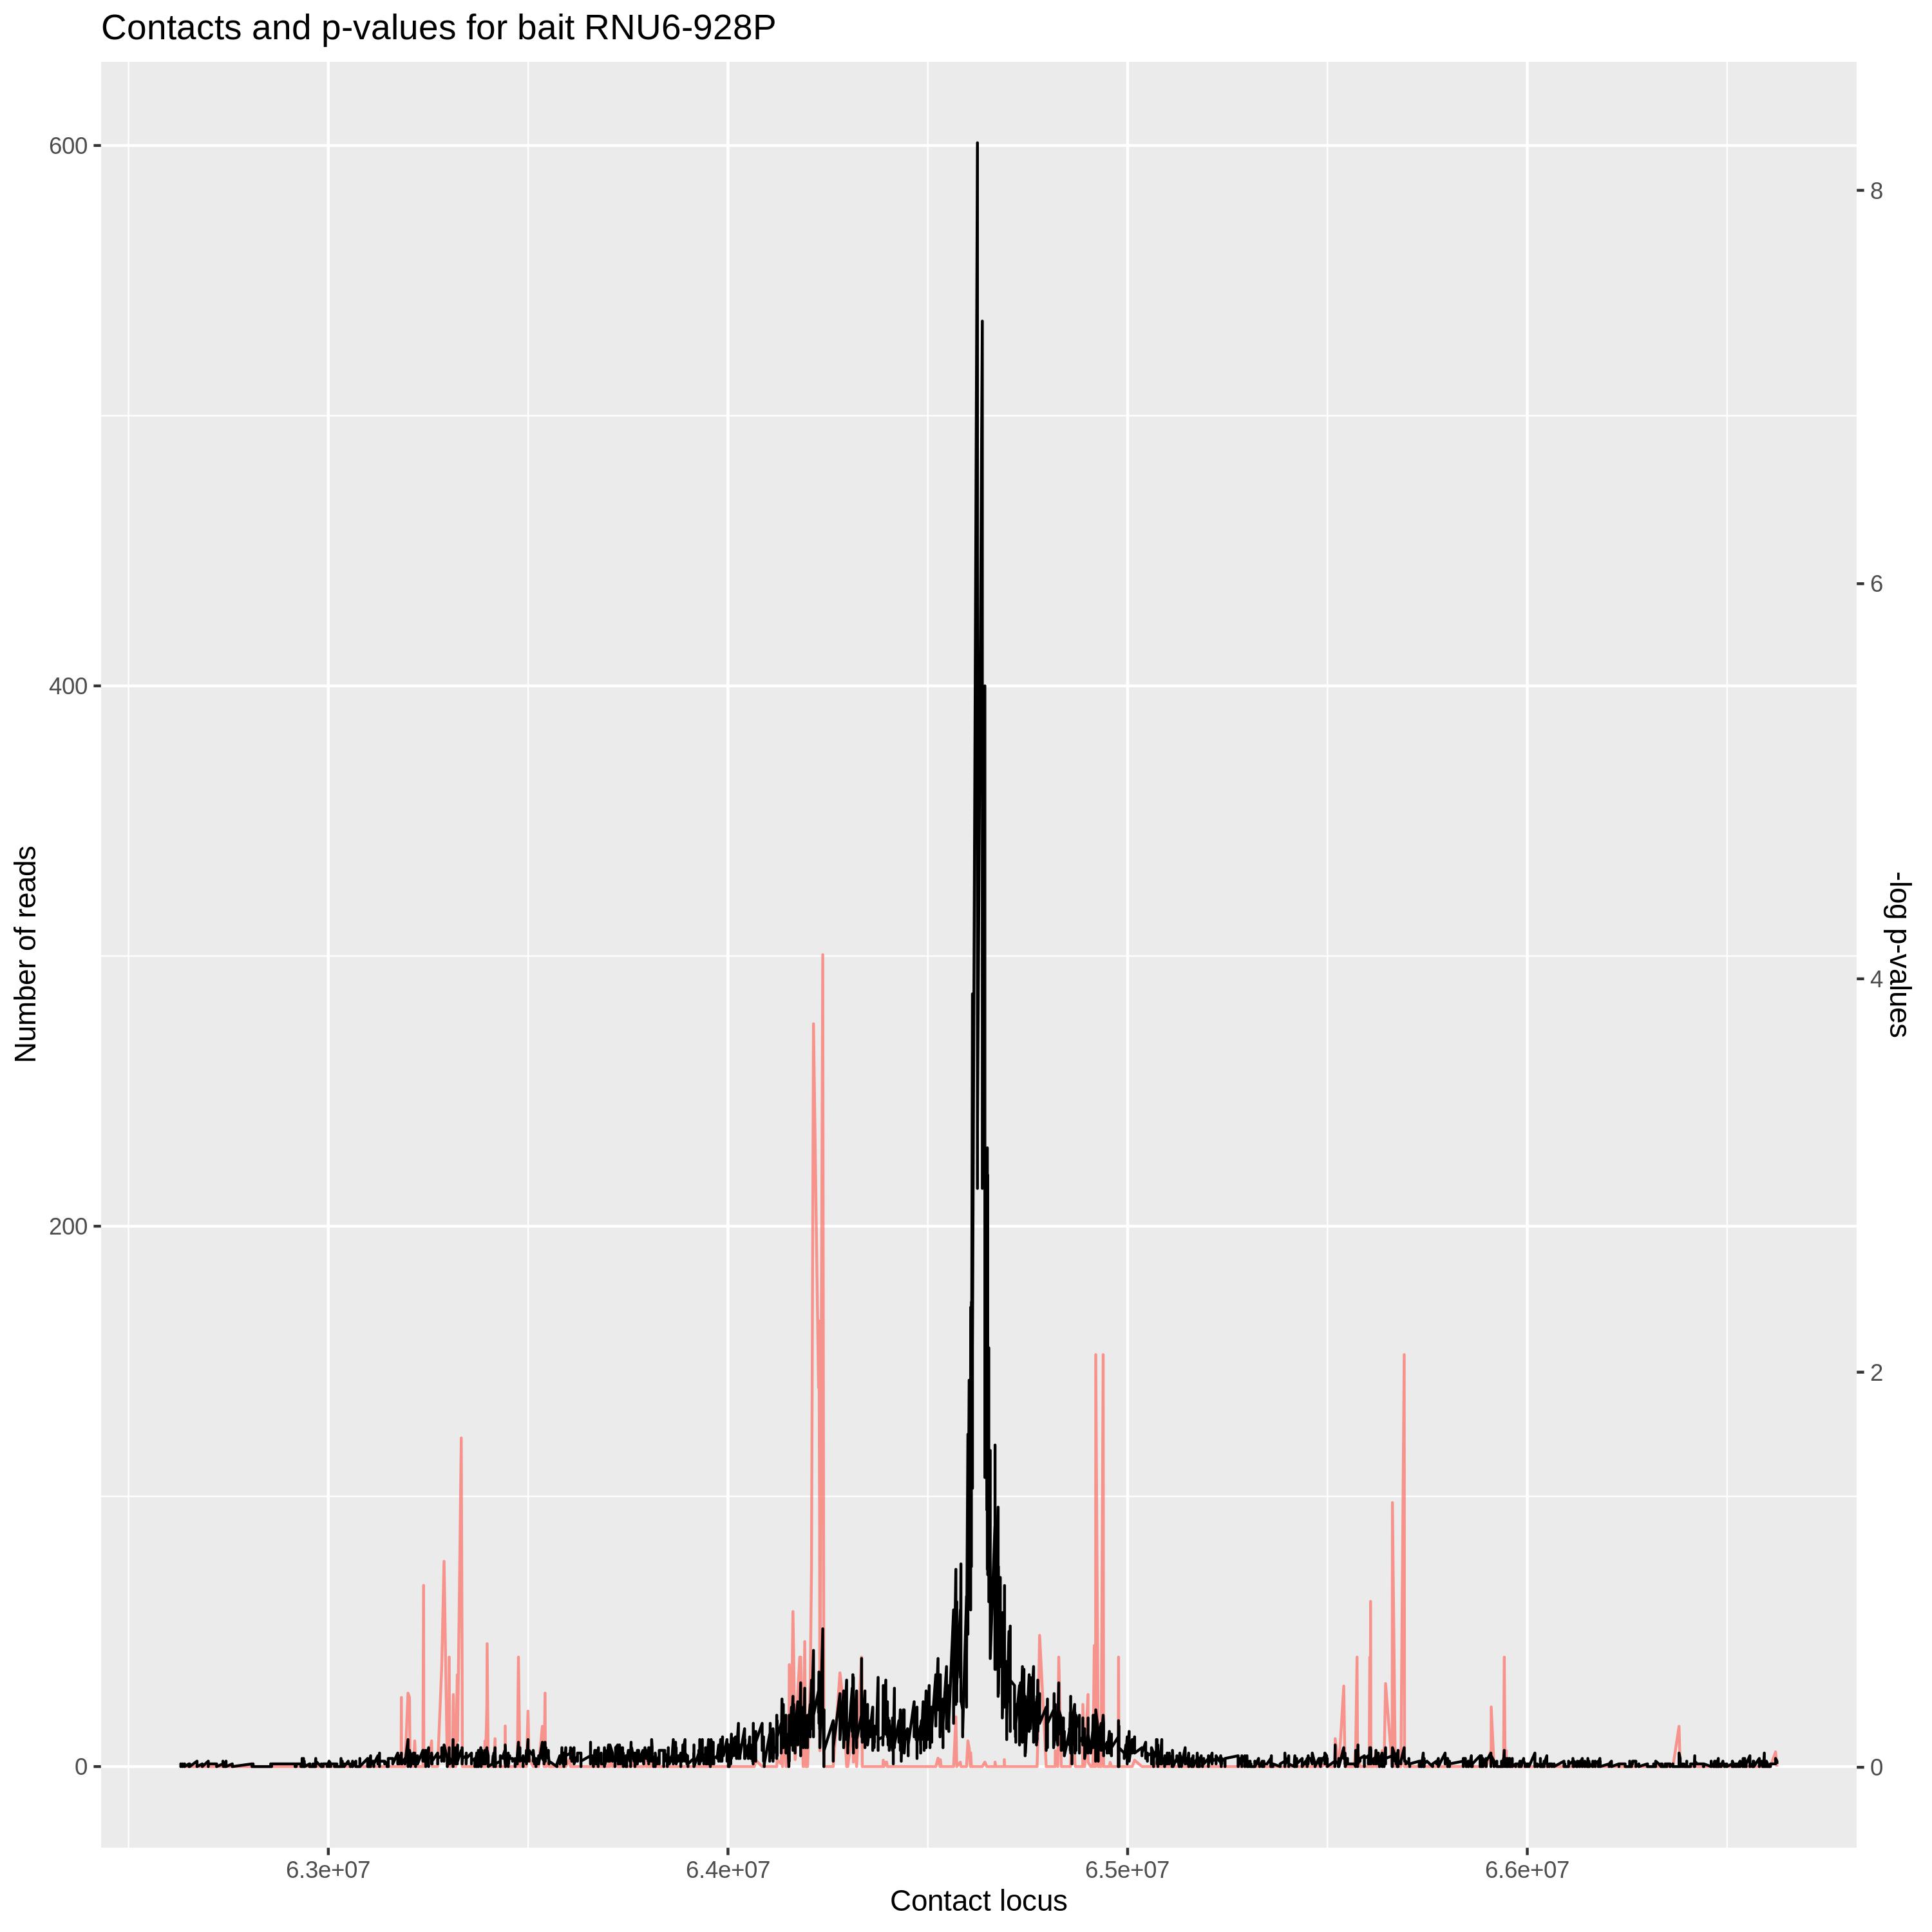 Contacts and p-values for bait RNU6-928P
600
400
200
0
Number of reads
8
6
4
2
0
-log p-values
6.3e+07 6.4e+07 6.5e+07 6.6e+07
Contact locus